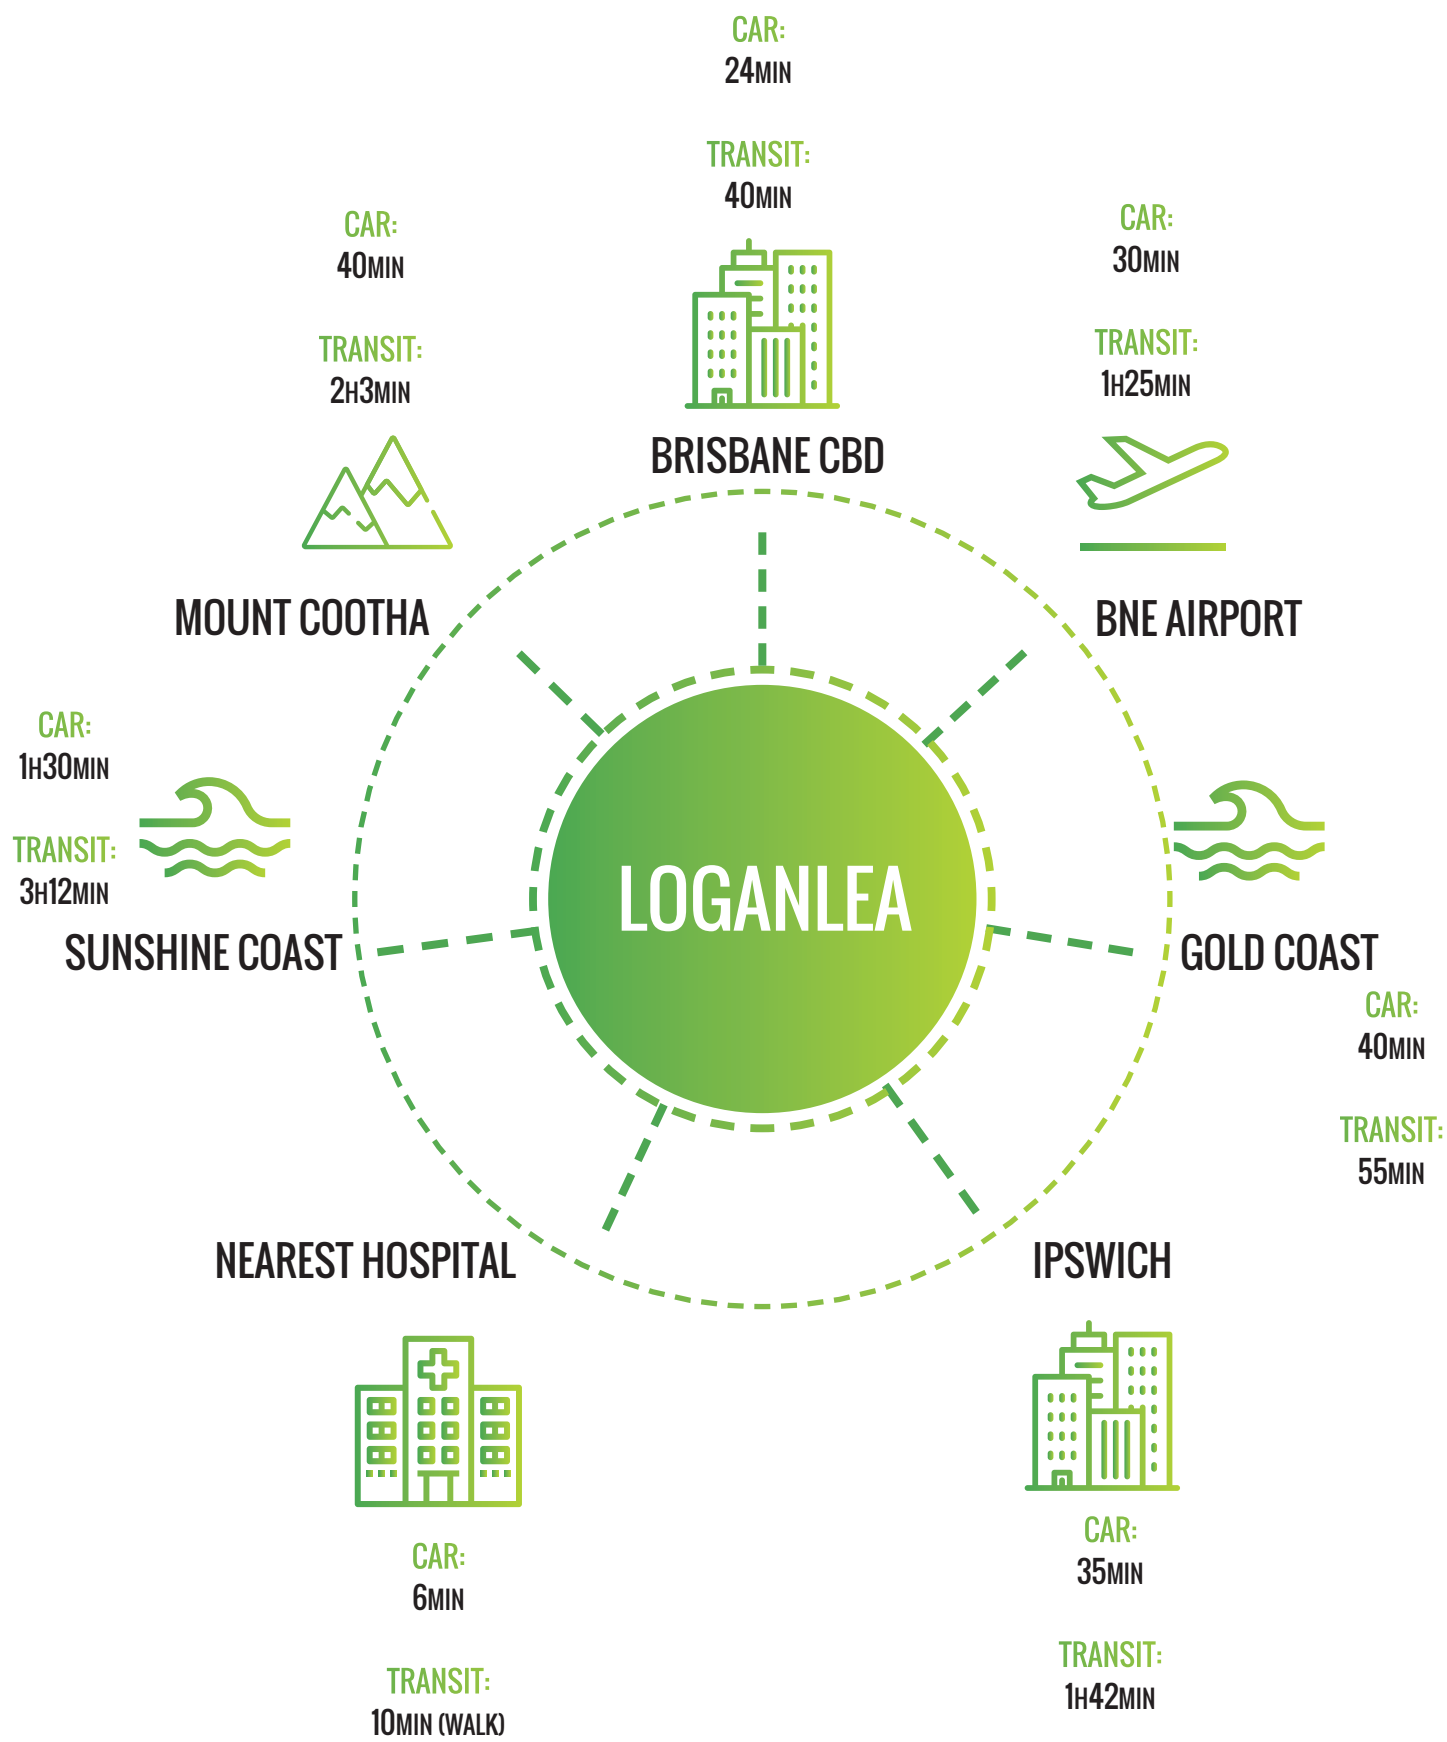 CAR:
24MIN
TRANSIT:
40MIN
BRISBANE CBD
CAR:
30MIN
TRANSIT:
1H25MIN
BNE AIRPORT
CAR:
40MIN
TRANSIT:
2H3MIN
MOUNT COOTHA
CAR:
1H30MIN
TRANSIT:
3H12MIN
SUNSHINE COAST
LOGANLEA
GOLD COAST
CAR:
40MIN
TRANSIT:
55MIN
NEAREST HOSPITAL
CAR:
6MIN
TRANSIT:
10MIN (WALK)
IPSWICH
CAR:
35MIN
TRANSIT:
1H42MIN